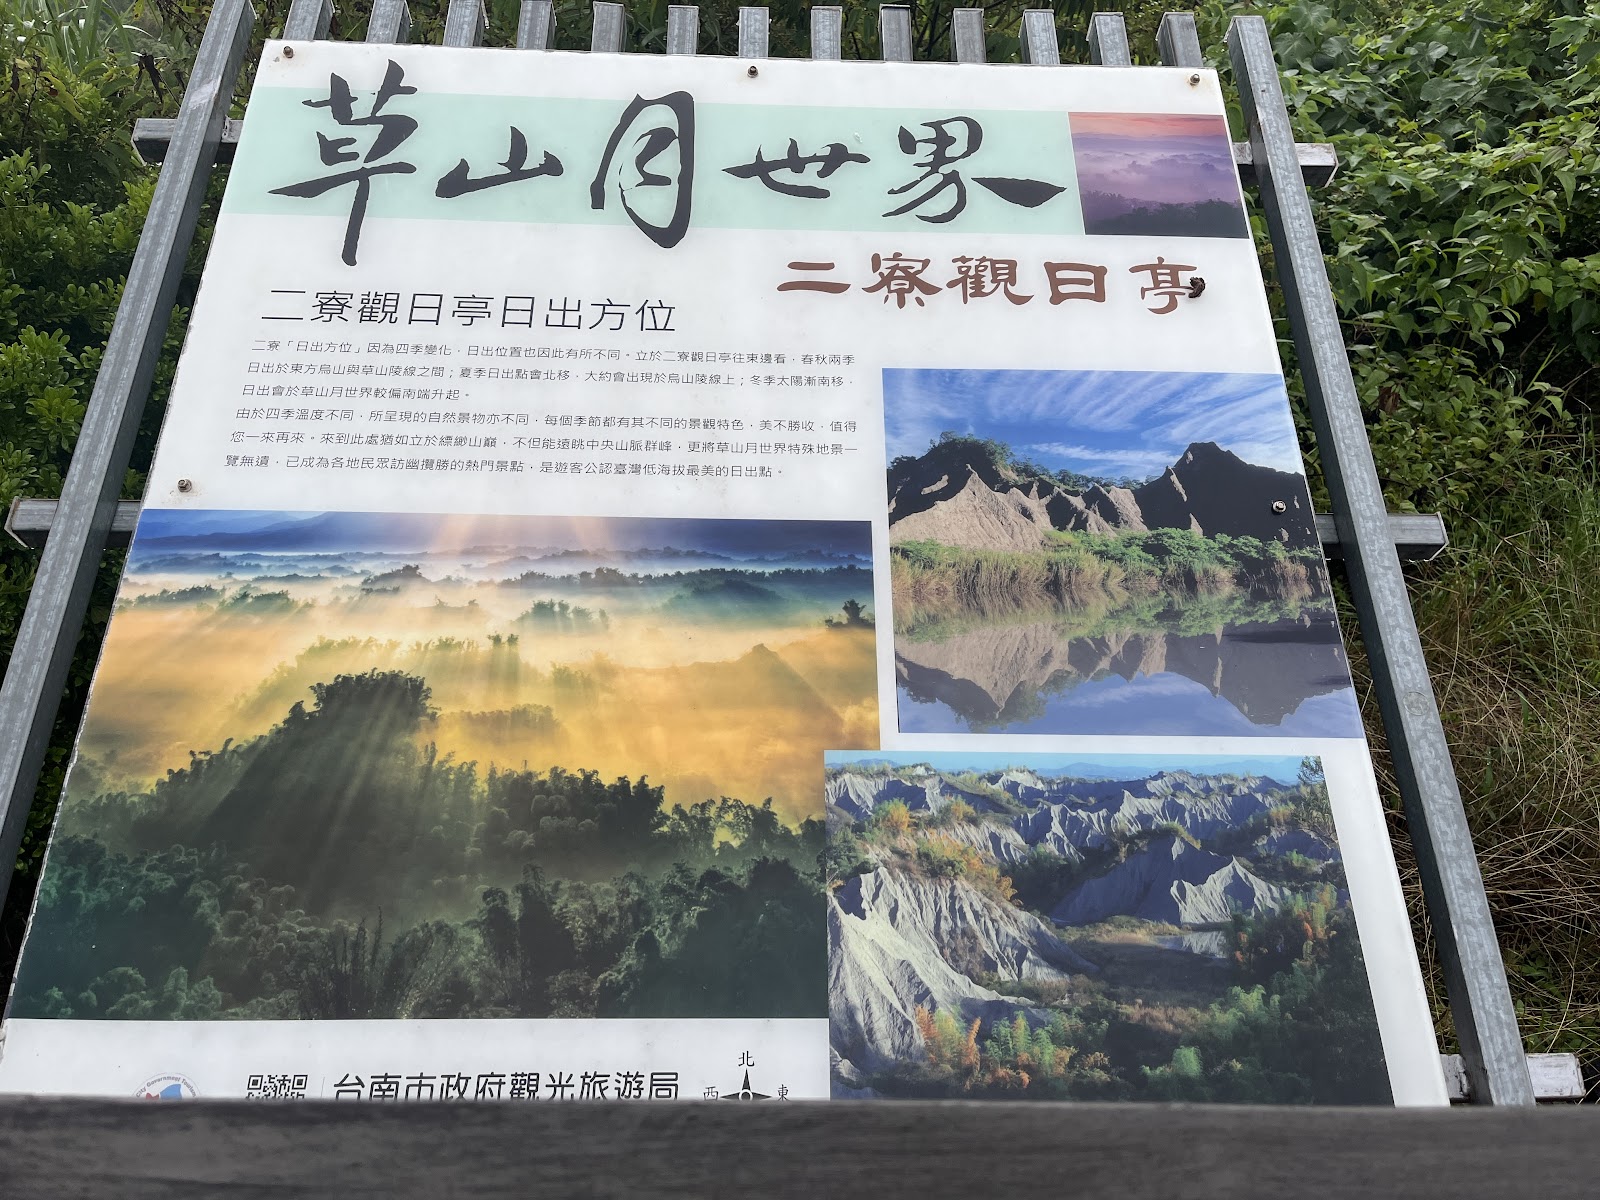 草山月世界
二寮觀日亭
二寮觀日亭日出方位
二寮「日出方位」因為四季變化，日出位置也因此有所不同。立於二寮觀日亭往東邊看，春秋兩季
日出於東方烏山與草山陵線之間；夏季日出點會北移，大約會出現於烏山陵線上；冬季太陽漸南移，
日出會於草山月世界較偏南端升起。
由於四季溫度不同，所呈現的自然景物亦不同，每個季節都有其不同的景觀特色，美不勝收，值得
您一來再來。來到此處猶如立於縹緲山巔，不但能遠眺中央山脈群峰，更將草山月世界特殊地景一
覽無遺，已成為各地民眾訪幽攬勝的熱門景點，是遊客公認臺灣低海拔最美的日出點。
City Government
台南市政府觀光旅遊局
北
西
東